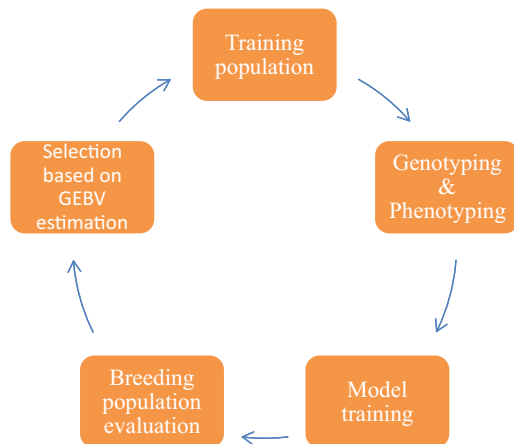 Training
population
Genotyping
&
Phenotyping
Model
training
Breeding
population
evaluation
Selection
based on
GEBV
estimation